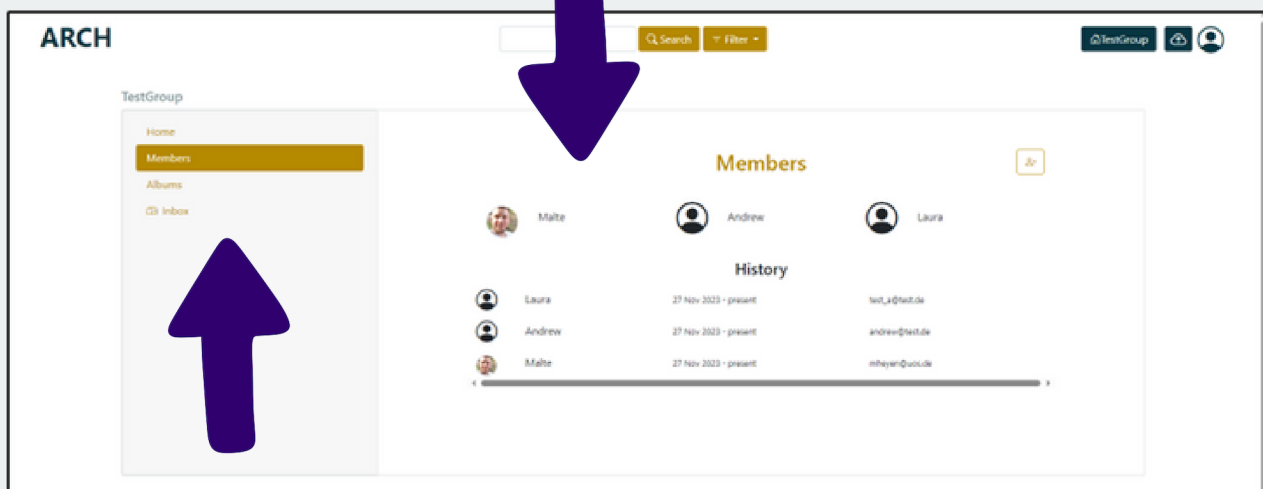 ARCH
Search
Filter
TestGroup
TestGroup
Home
Members
Albums
Inbox
Members
Malte
Andrew
Laura
History
Laura 27 Nov 2023 - present test_a@test.de
Andrew 27 Nov 2023 - present andrew@test.de
Malte 27 Nov 2023 - present mheyen@uos.de